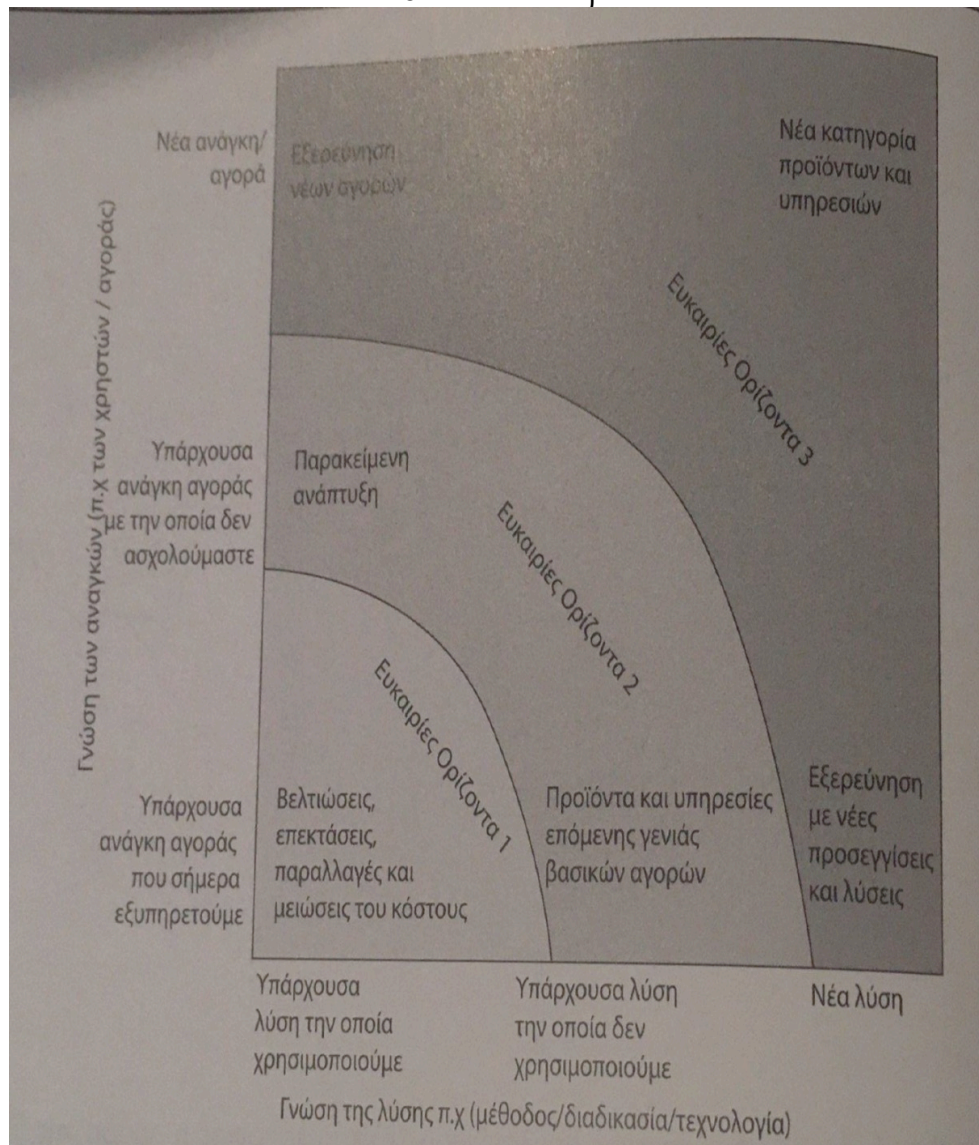 Νέα ανάγκη/
αγορά
Εξερεύνηση
νέων αγορών
Νέα κατηγορία
προϊόντων και
υπηρεσιών
Ευκαιρίες Ορίζοντα 3
Γνώση των αναγκών (π.χ των χρηστών / αγοράς)
Υπάρχουσα
ανάγκη αγοράς
με την οποία δεν
ασχολούμαστε
Παρακείμενη
ανάπτυξη
Ευκαιρίες Ορίζοντα 2
Ευκαιρίες Ορίζοντα 1
Υπάρχουσα
ανάγκη αγοράς
που σήμερα
εξυπηρετούμε
Βελτιώσεις,
επεκτάσεις,
παραλλαγές και
μειώσεις του κόστους
Προϊόντα και υπηρεσίες
επόμενης γενιάς
βασικών αγορών
Εξερεύνηση
με νέες
προσεγγίσεις
και λύσεις
Υπάρχουσα
λύση την οποία
χρησιμοποιούμε
Υπάρχουσα λύση
την οποία δεν
χρησιμοποιούμε
Νέα λύση
Γνώση της λύσης π.χ (μέθοδος/διαδικασία/τεχνολογία)